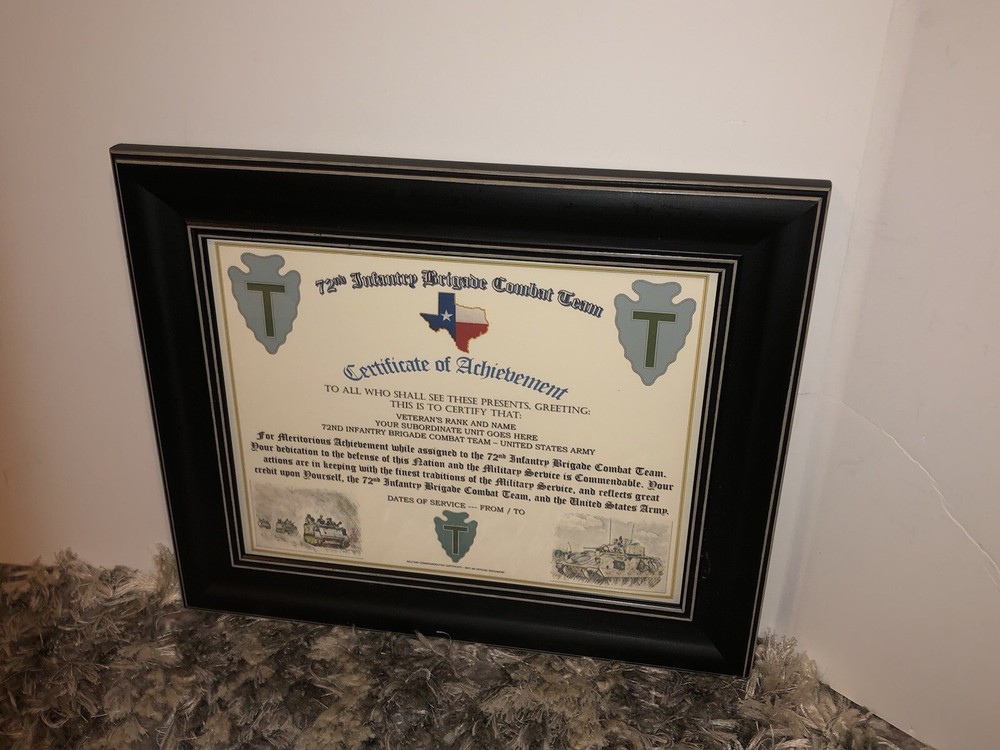 72nd Infantry Brigade Combat Team
T
T
Certificate of Achievement
TO ALL WHO SHALL SEE THESE PRESENTS, GREETING:
THIS IS TO CERTIFY THAT:
VETERAN'S RANK AND NAME
YOUR SUBORDINATE UNIT GOES HERE
72ND INFANTRY BRIGADE COMBAT TEAM – UNITED STATES ARMY
For Meritorious Achievement while assigned to the 72nd Infantry Brigade Combat Team.
Your dedication to the defense of this Nation and the Military Service is Commendable. Your
actions are in keeping with the finest traditions of the Military Service, and reflects great
credit upon Yourself, the 72nd Infantry Brigade Combat Team, and the United States Army.
DATES OF SERVICE --- FROM / TO
T